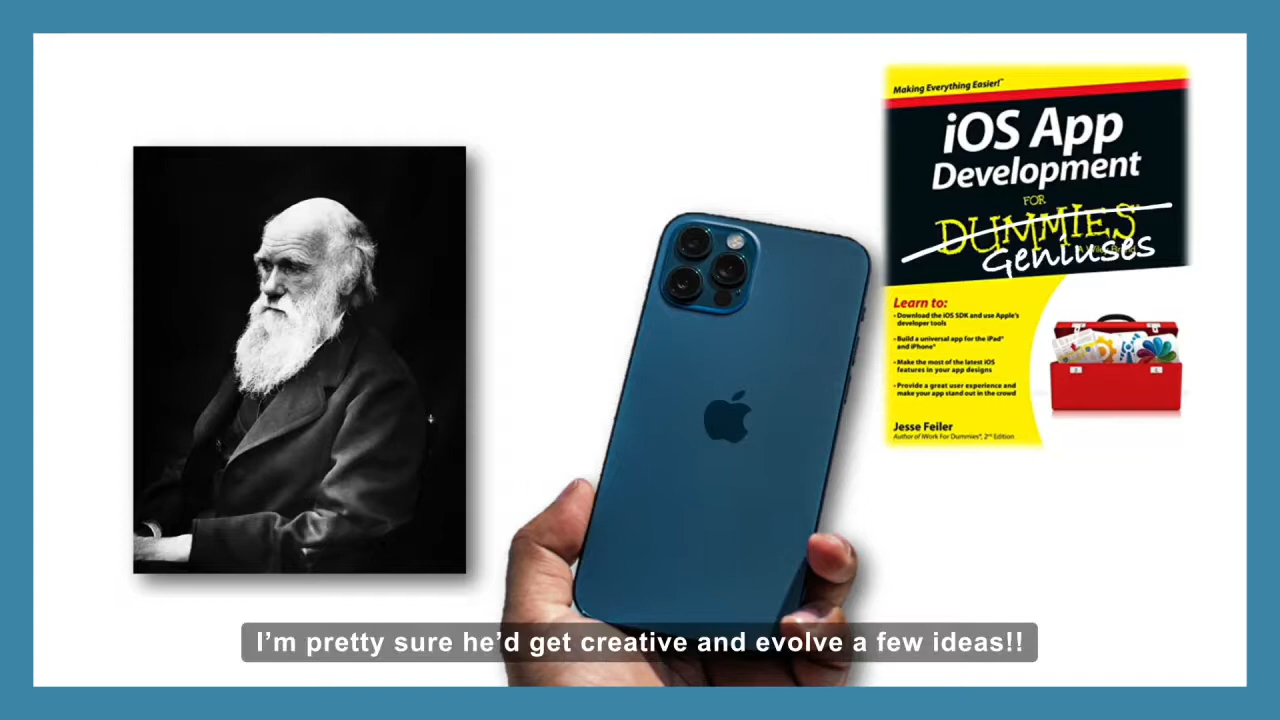 Making Everything Easier!™
iOS App
Development
FOR
DUMMIES
Geniuses
Learn to:
• Download the iOS SDK and use Apple's
developer tools
• Build a universal app for the iPad®
and iPhone®
• Make the most of the latest iOS
features in your app designs
• Provide a great user experience and
make your app stand out in the crowd
Jesse Feiler
Author of iWork For Dummies®, 2nd Edition
I’m pretty sure he’d get creative and evolve a few ideas!!